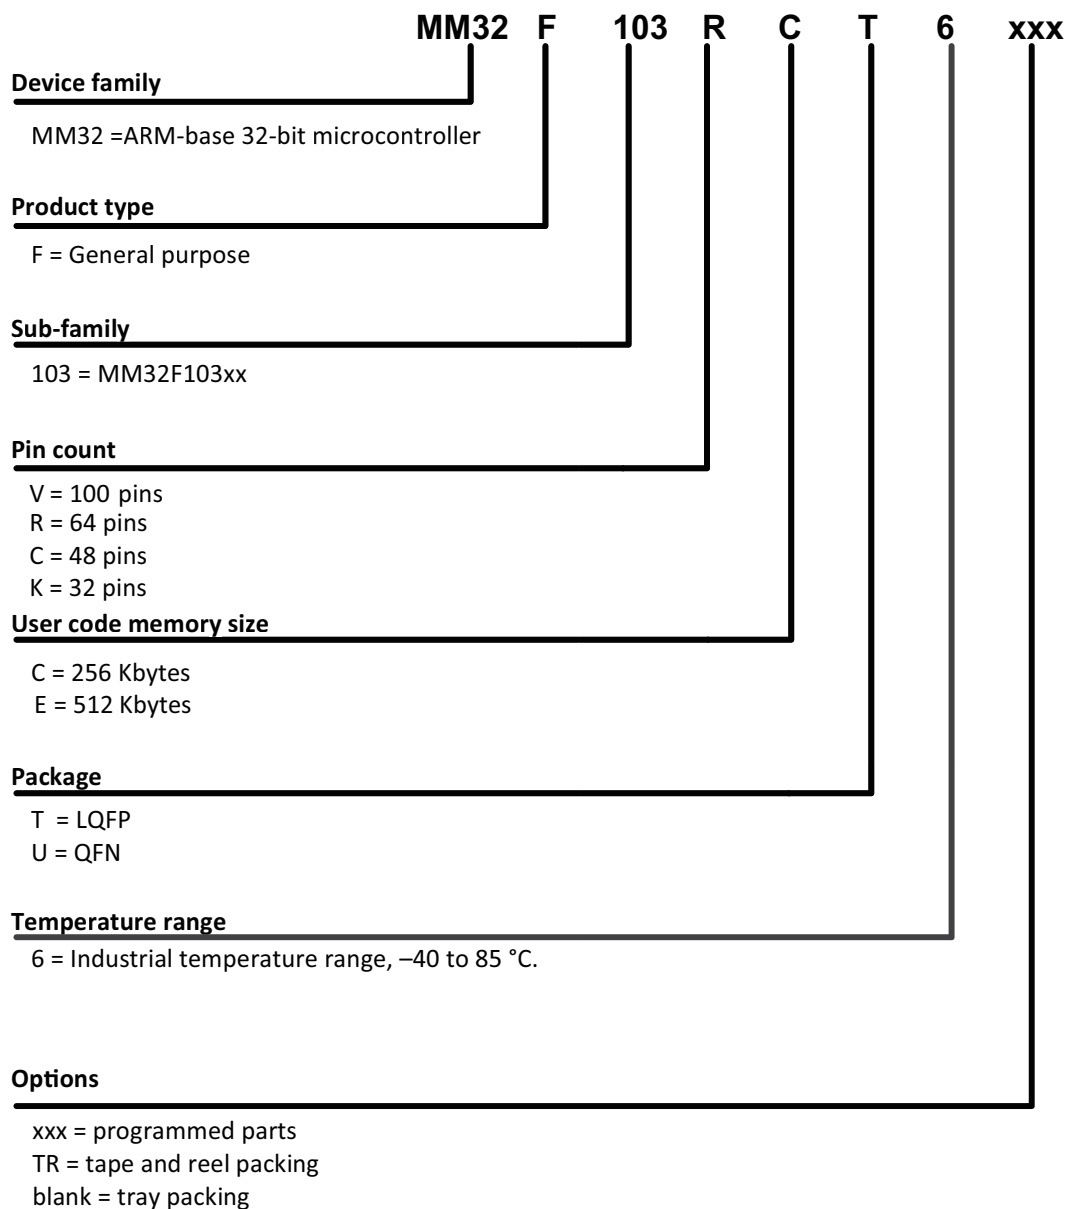 MM32 F 103 R C T 6 xxx
Device family
MM32 =ARM-base 32-bit microcontroller
Product type
F = General purpose
Sub-family
103 = MM32F103xx
Pin count
V = 100 pins
R = 64 pins
C = 48 pins
K = 32 pins
User code memory size
C = 256 Kbytes
E = 512 Kbytes
Package
T = LQFP
U = QFN
Temperature range
6 = Industrial temperature range, –40 to 85 °C.
Options
xxx = programmed parts
TR = tape and reel packing
blank = tray packing